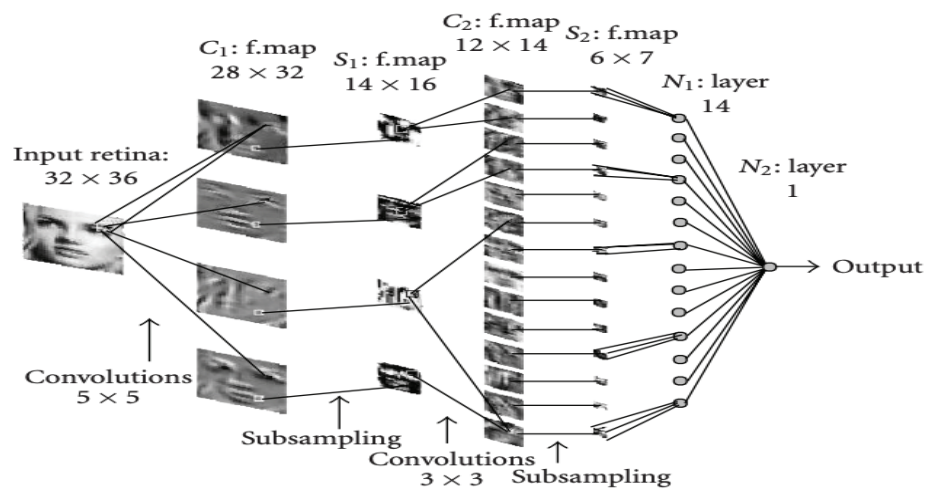 C₁: f.map
28 × 32
S₁: f.map
14 × 16
C₂: f.map
12 × 14
S₂: f.map
6 × 7
N₁: layer
14
Input retina:
32 × 36
N₂: layer
1
Output
Convolutions
5 × 5
Subsampling
Convolutions
3 × 3
Subsampling